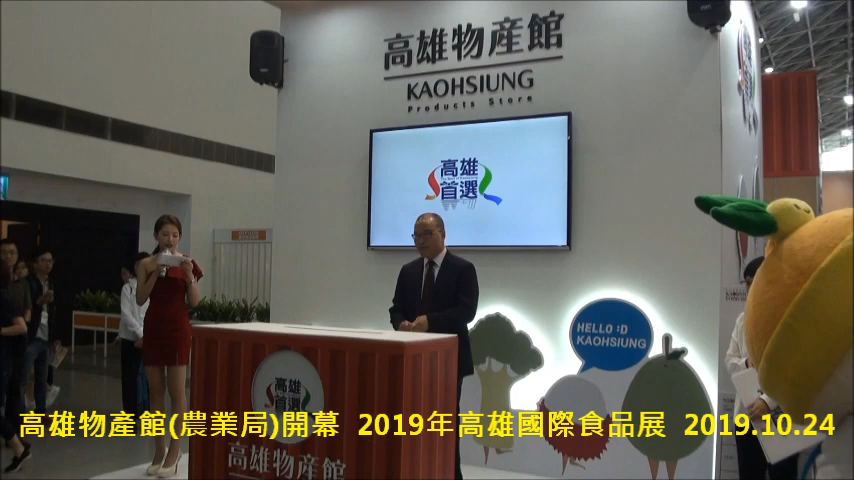 高雄物產館
KAOHSIUNG
Products Store
高雄
首選
HELLO :D
KAOHSIUNG
高雄
首選
高雄物產館(農業局)開幕 2019年高雄國際食品展 2019.10.24
高雄物產館